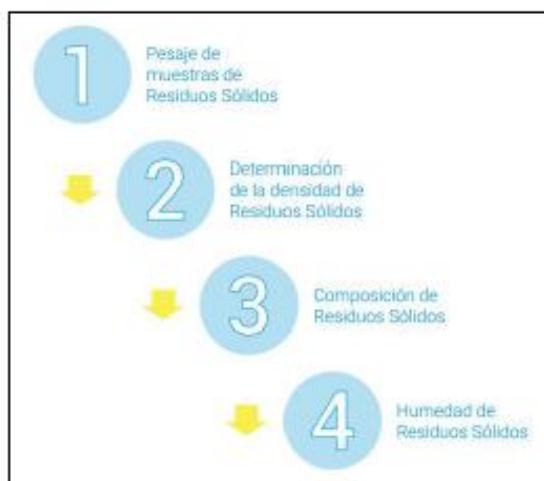 1
Pesaje de
muestras de
Residuos Sólidos
2
Determinación
de la densidad de
Residuos Sólidos
3
Composición de
Residuos Sólidos
4
Humedad de
Residuos Sólidos